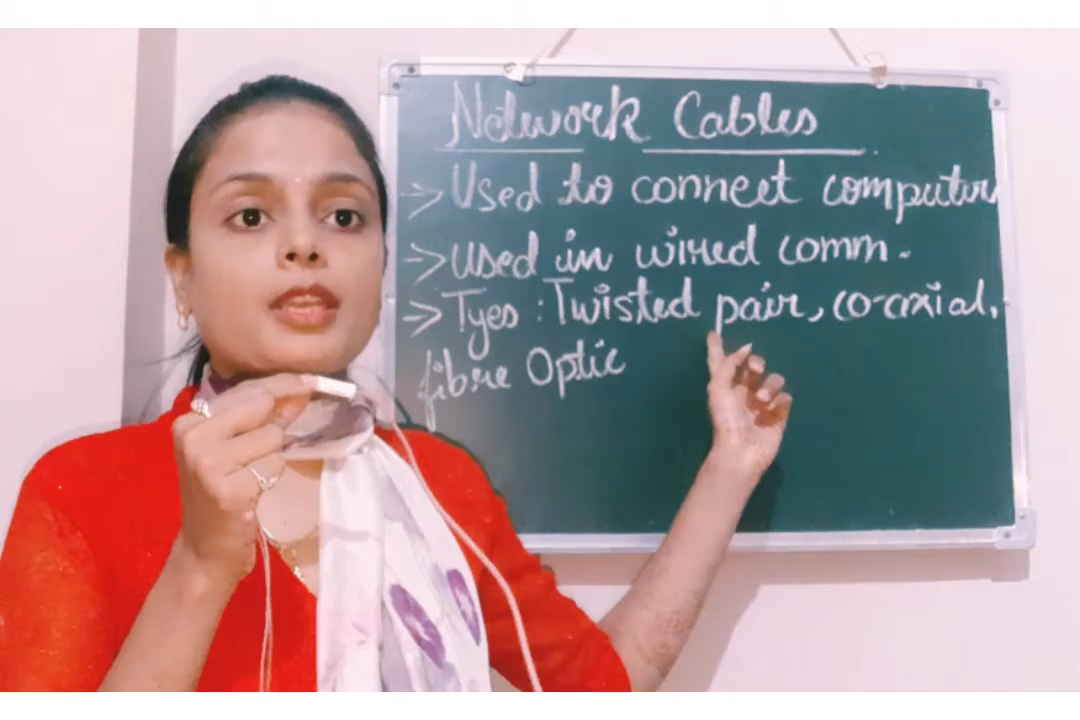 Network Cables
-> Used to connect computer
-> Used in wired comm.
-> Tyes : Twisted pair, co-axial,
fibre Optic